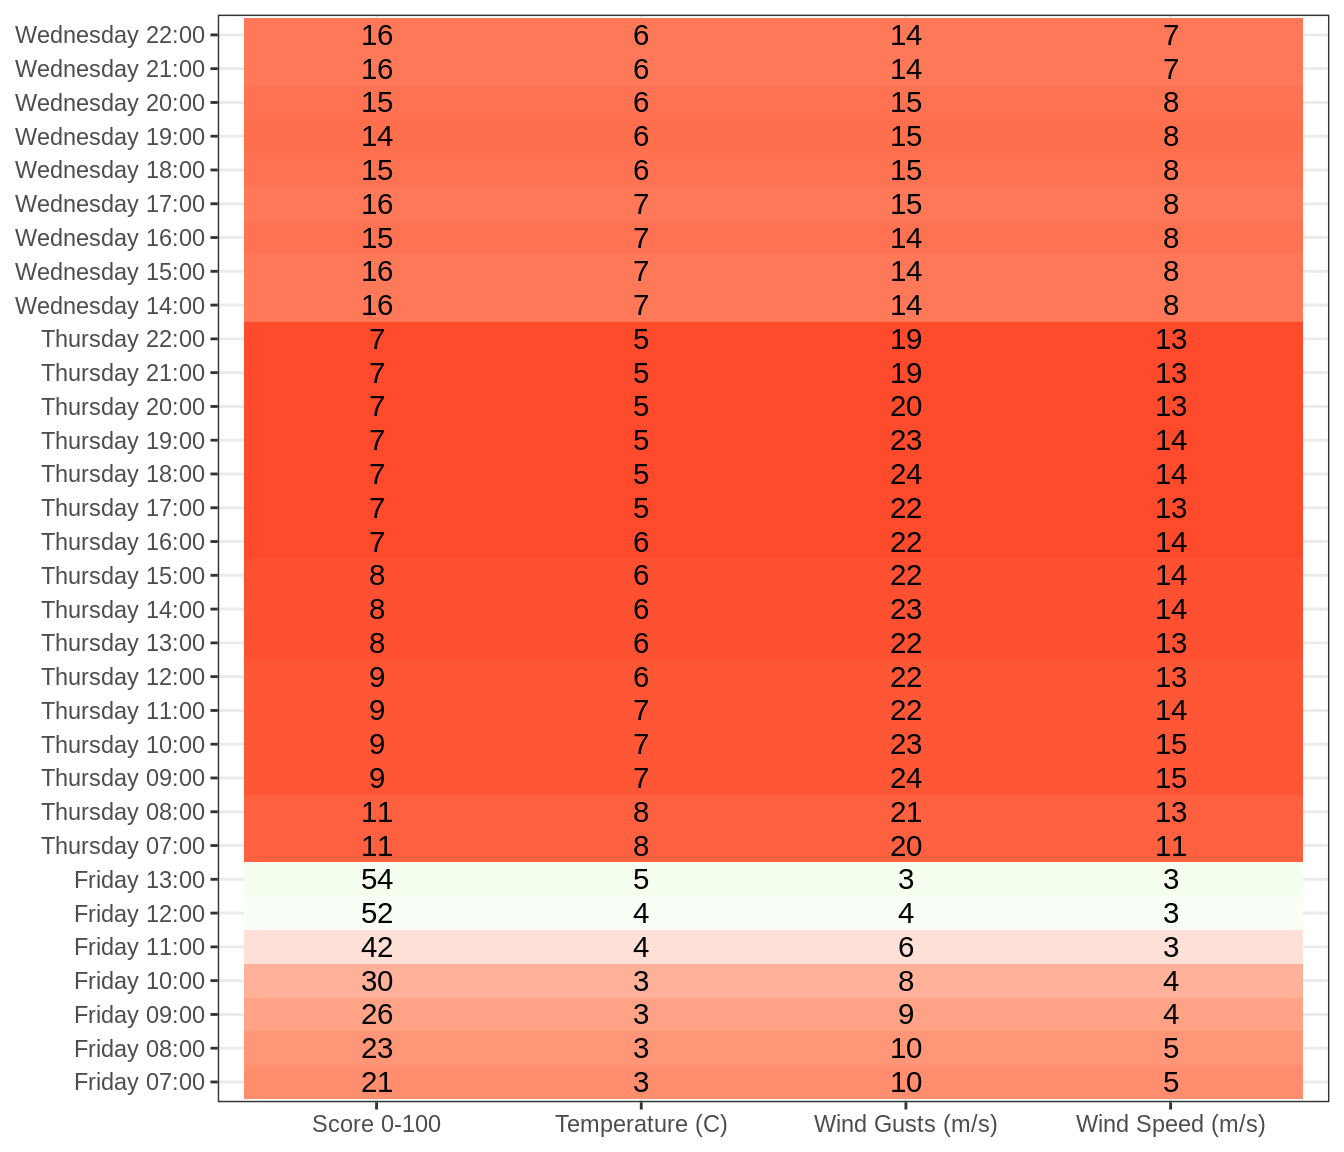 Wednesday 22:00 16 6 14 7
Wednesday 21:00 16 6 14 7
Wednesday 20:00 15 6 15 8
Wednesday 19:00 14 6 15 8
Wednesday 18:00 15 6 15 8
Wednesday 17:00 16 7 15 8
Wednesday 16:00 15 7 14 8
Wednesday 15:00 16 7 14 8
Wednesday 14:00 16 7 14 8
Thursday 22:00 7 5 19 13
Thursday 21:00 7 5 19 13
Thursday 20:00 7 5 20 13
Thursday 19:00 7 5 23 14
Thursday 18:00 7 5 24 14
Thursday 17:00 7 5 22 13
Thursday 16:00 7 6 22 14
Thursday 15:00 8 6 22 14
Thursday 14:00 8 6 23 14
Thursday 13:00 8 6 22 13
Thursday 12:00 9 6 22 13
Thursday 11:00 9 7 22 14
Thursday 10:00 9 7 23 15
Thursday 09:00 9 7 24 15
Thursday 08:00 11 8 21 13
Thursday 07:00 11 8 20 11
Friday 13:00 54 5 3 3
Friday 12:00 52 4 4 3
Friday 11:00 42 4 6 3
Friday 10:00 30 3 8 4
Friday 09:00 26 3 9 4
Friday 08:00 23 3 10 5
Friday 07:00 21 3 10 5
Score 0-100 Temperature (C) Wind Gusts (m/s) Wind Speed (m/s)